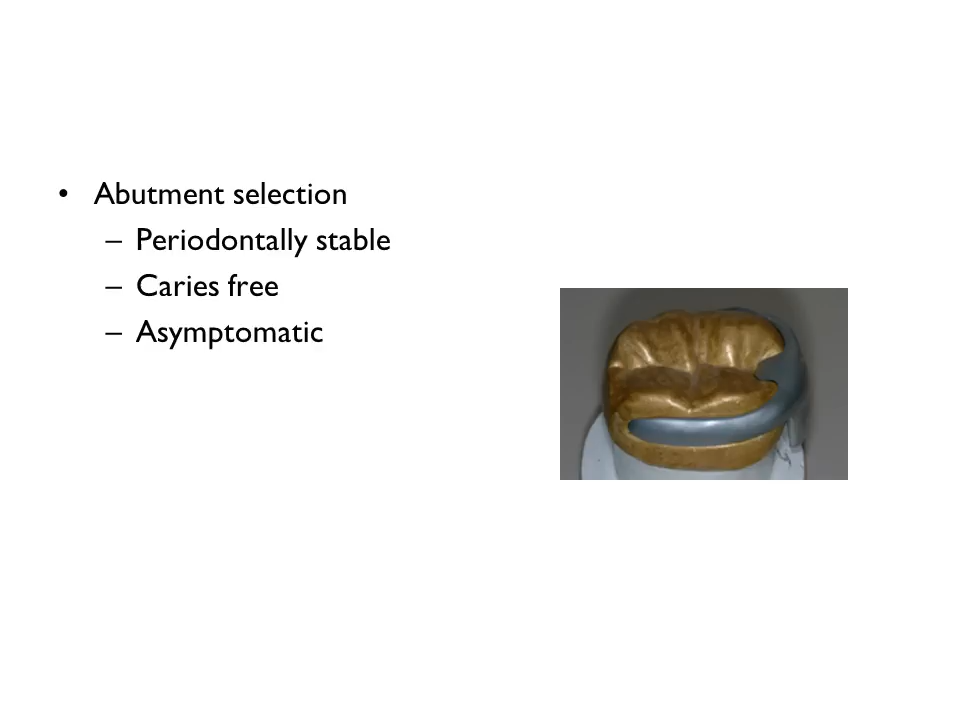 • Abutment selection
– Periodontally stable
– Caries free
– Asymptomatic